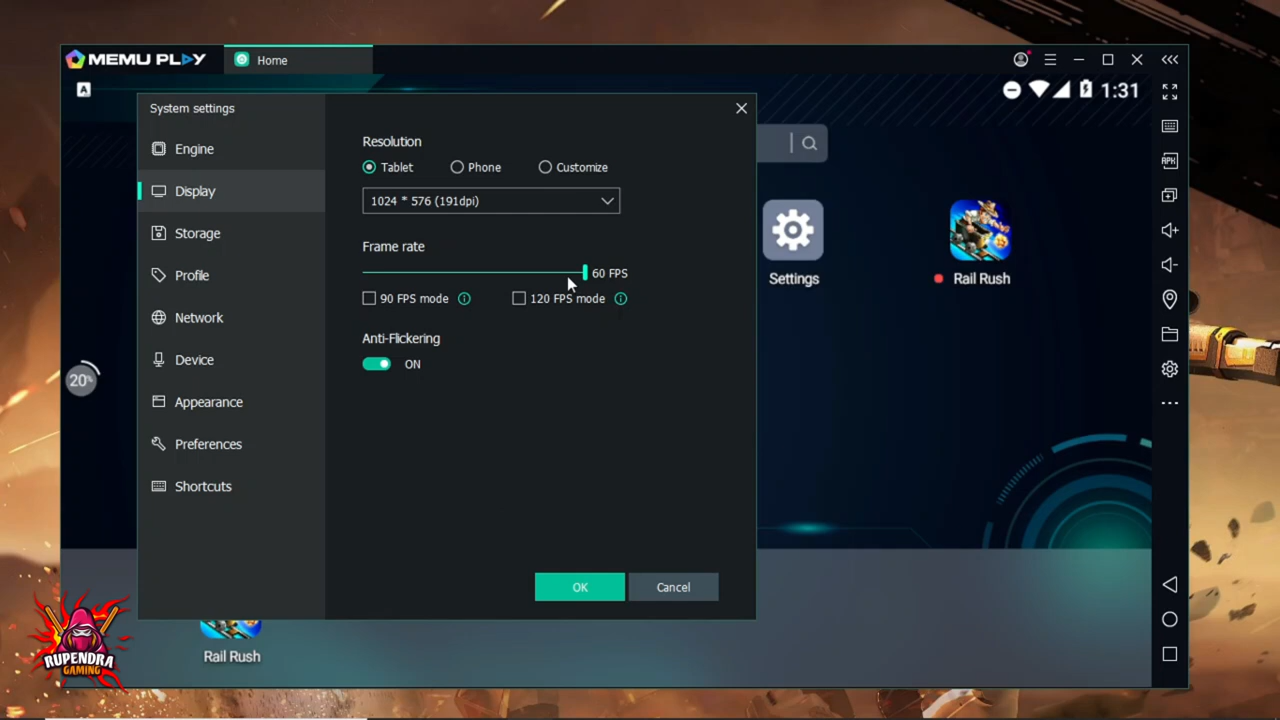 MEMU PLAY
Home
A
1:31
System settings
Engine
Display
Storage
Profile
Network
Device
Appearance
Preferences
Shortcuts
Resolution
Tablet
Phone
Customize
1024 * 576 (191dpi)
Frame rate
60 FPS
90 FPS mode
120 FPS mode
Anti-Flickering
ON
OK
Cancel
Settings
Rail Rush
APK
20%
Rail Rush
RUPENDRA
GAMING